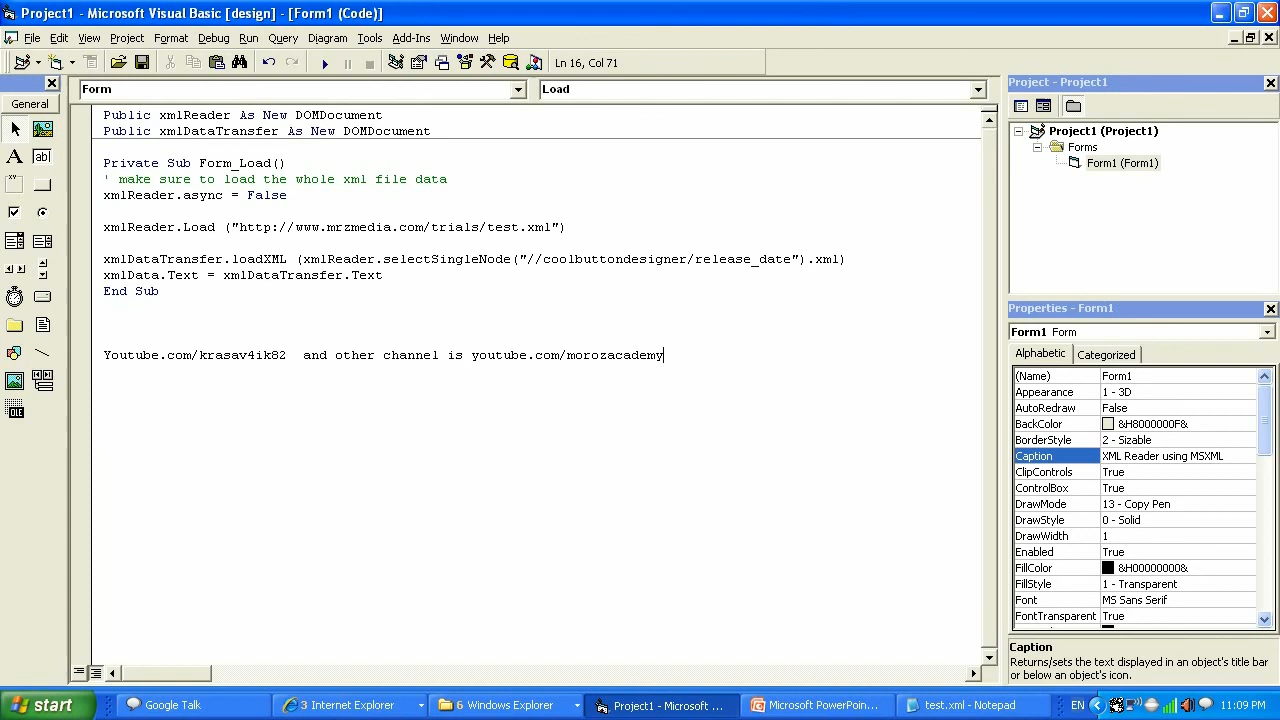 Project1 - Microsoft Visual Basic [design] - [Form1 (Code)]
File Edit View Project Format Debug Run Query Diagram Tools Add-Ins Window Help
Ln 16, Col 71
General
Form
Load
Public xmlReader As New DOMDocument
Public xmlDataTransfer As New DOMDocument
Private Sub Form_Load()
' make sure to load the whole xml file data
xmlReader.async = False
xmlReader.Load ("http://www.mrzmedia.com/trials/test.xml")
xmlDataTransfer.loadXML (xmlReader.selectSingleNode("//coolbuttondesigner/release_date").xml)
xmlData.Text = xmlDataTransfer.Text
End Sub
Youtube.com/krasav4ik82  and other channel is youtube.com/morozacademy
Project - Project1
Project1 (Project1)
Forms
Form1 (Form1)
Properties - Form1
Form1 Form
Alphabetic Categorized
(Name) Form1
Appearance 1 - 3D
AutoRedraw False
BackColor &H8000000F&
BorderStyle 2 - Sizable
Caption XML Reader using MSXML
ClipControls True
ControlBox True
DrawMode 13 - Copy Pen
DrawStyle 0 - Solid
DrawWidth 1
Enabled True
FillColor &H00000000&
FillStyle 1 - Transparent
Font MS Sans Serif
FontTransparent True
Caption
Returns/sets the text displayed in an object's title bar
or below an object's icon.
start
Google Talk
3 Internet Explorer
6 Windows Explorer
Project1 - Microsoft ...
Microsoft PowerPoin...
test.xml - Notepad
EN
11:09 PM